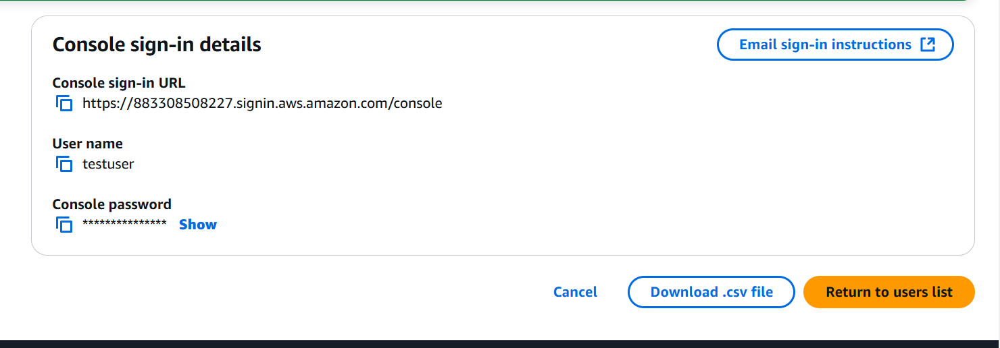 Console sign-in details
Email sign-in instructions
Console sign-in URL
https://883308508227.signin.aws.amazon.com/console
User name
testuser
Console password
*************** Show
Cancel
Download .csv file
Return to users list